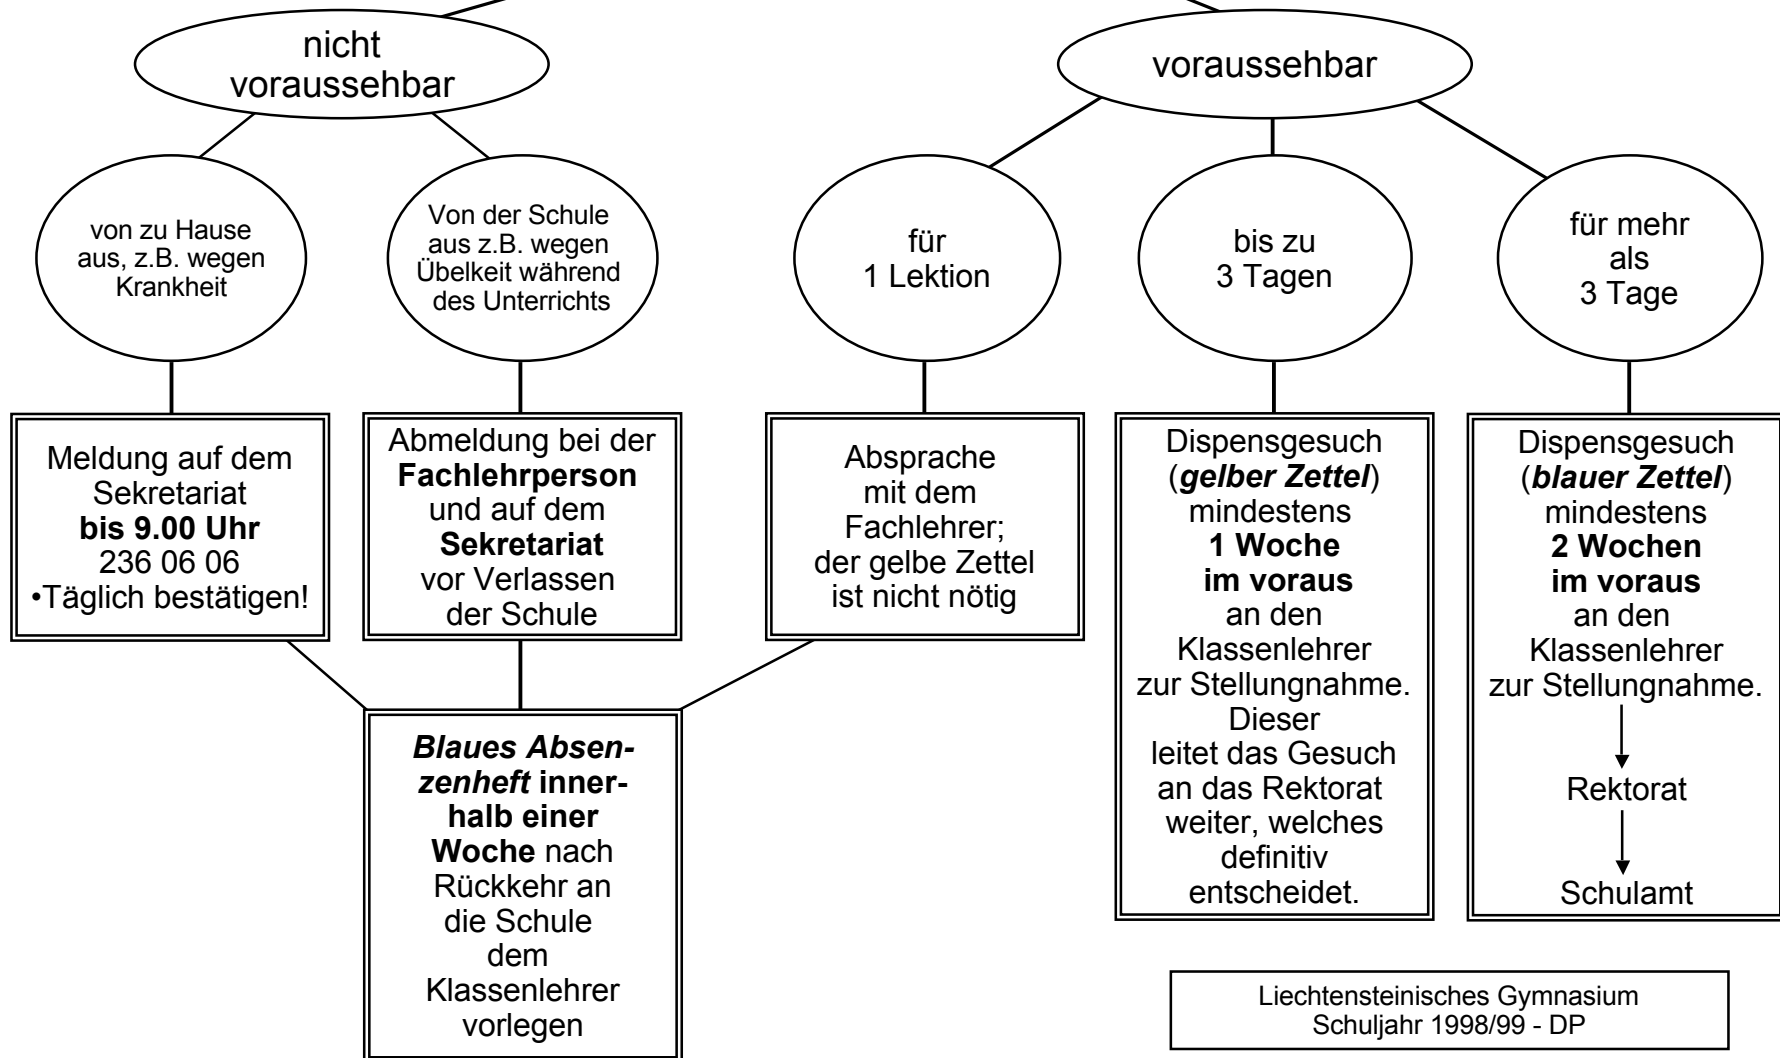 nicht
voraussehbar
voraussehbar
von zu Hause
aus, z.B. wegen
Krankheit
Von der Schule
aus z.B. wegen
Übelkeit während
des Unterrichts
für
1 Lektion
bis zu
3 Tagen
für mehr
als
3 Tage
Meldung auf dem
Sekretariat
bis 9.00 Uhr
236 06 06
•Täglich bestätigen!
Abmeldung bei der
Fachlehrperson
und auf dem
Sekretariat
vor Verlassen
der Schule
Absprache
mit dem
Fachlehrer;
der gelbe Zettel
ist nicht nötig
Dispensgesuch
(gelber Zettel)
mindestens
1 Woche
im voraus
an den
Klassenlehrer
zur Stellungnahme.
Dieser
leitet das Gesuch
an das Rektorat
weiter, welches
definitiv
entscheidet.
Dispensgesuch
(blauer Zettel)
mindestens
2 Wochen
im voraus
an den
Klassenlehrer
zur Stellungnahme.
Rektorat
Schulamt
Blaues Absen-
zenheft inner-
halb einer
Woche nach
Rückkehr an
die Schule
dem
Klassenlehrer
vorlegen
Liechtensteinisches Gymnasium
Schuljahr 1998/99 - DP